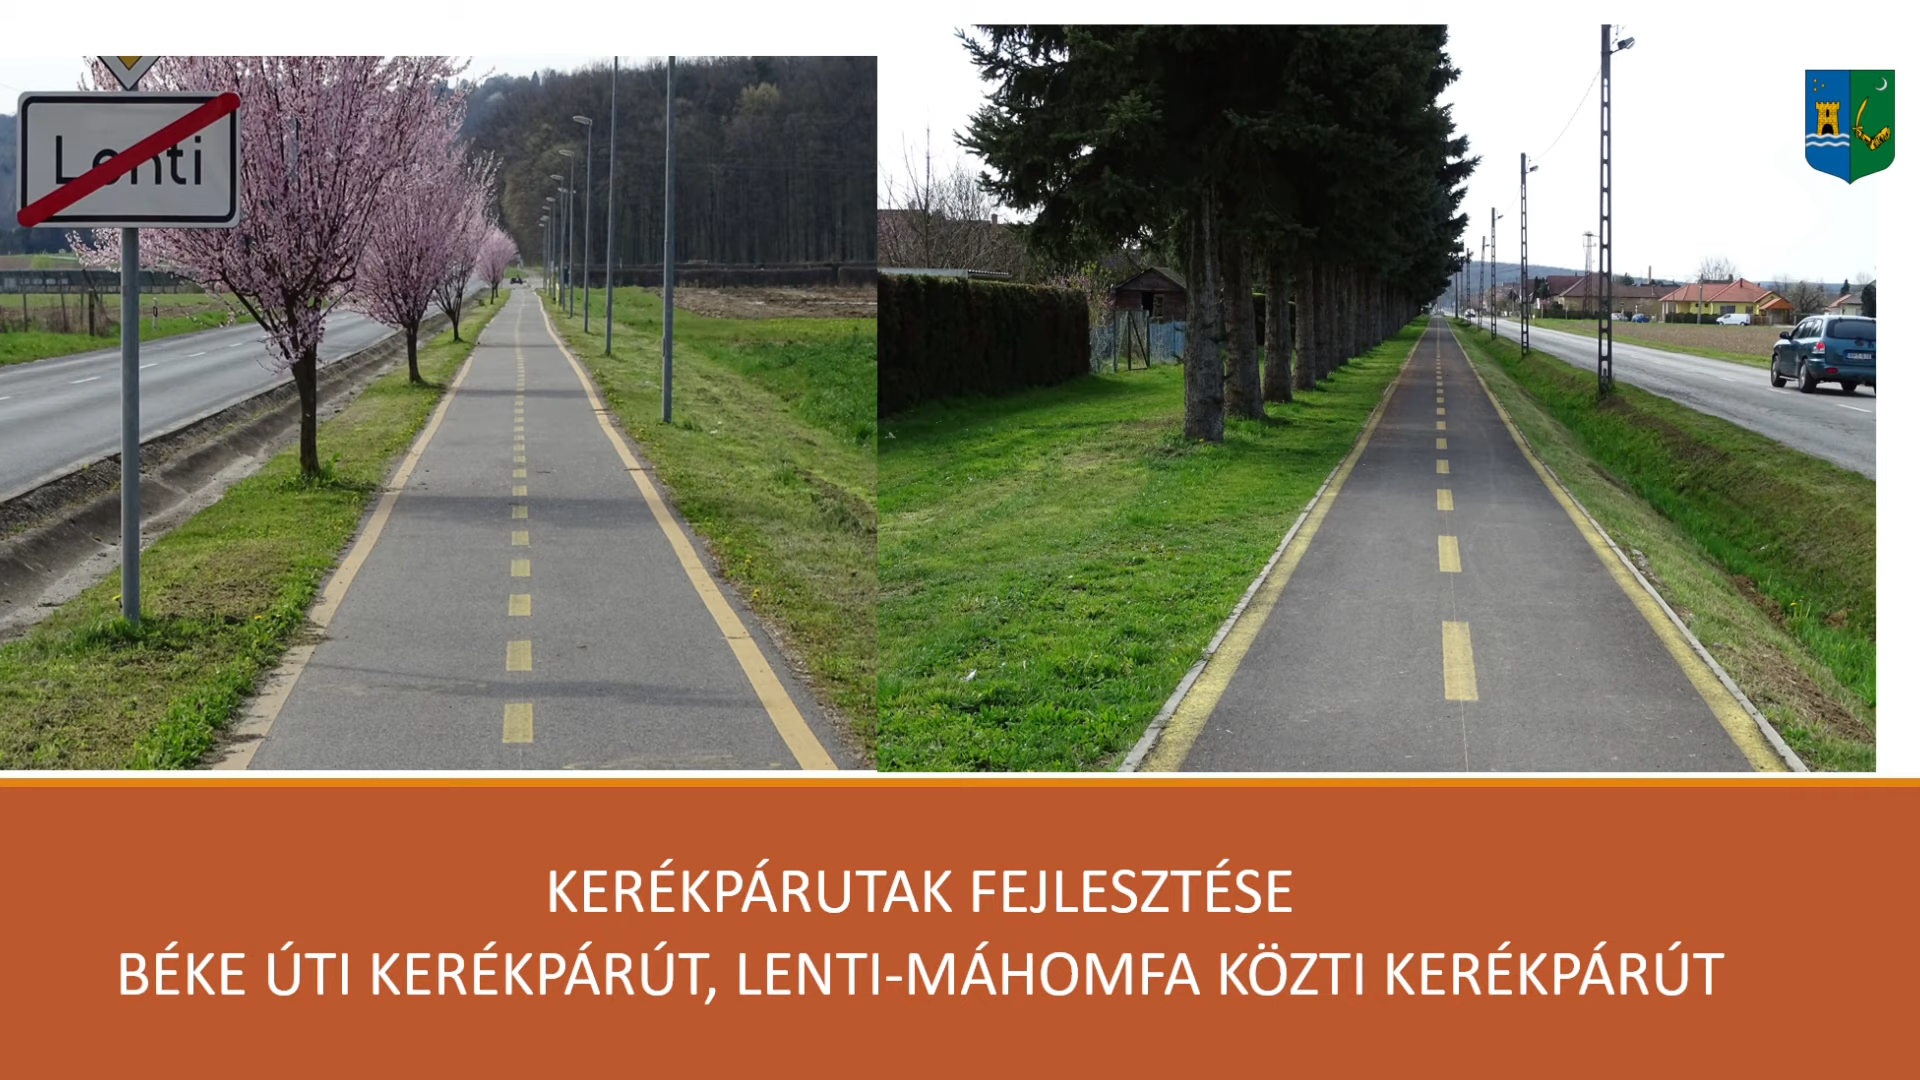 Lenti
KERÉKPÁRUTAK FEJLESZTÉSE
BÉKE ÚTI KERÉKPÁRÚT, LENTI-MÁHOMFA KÖZTI KERÉKPÁRÚT